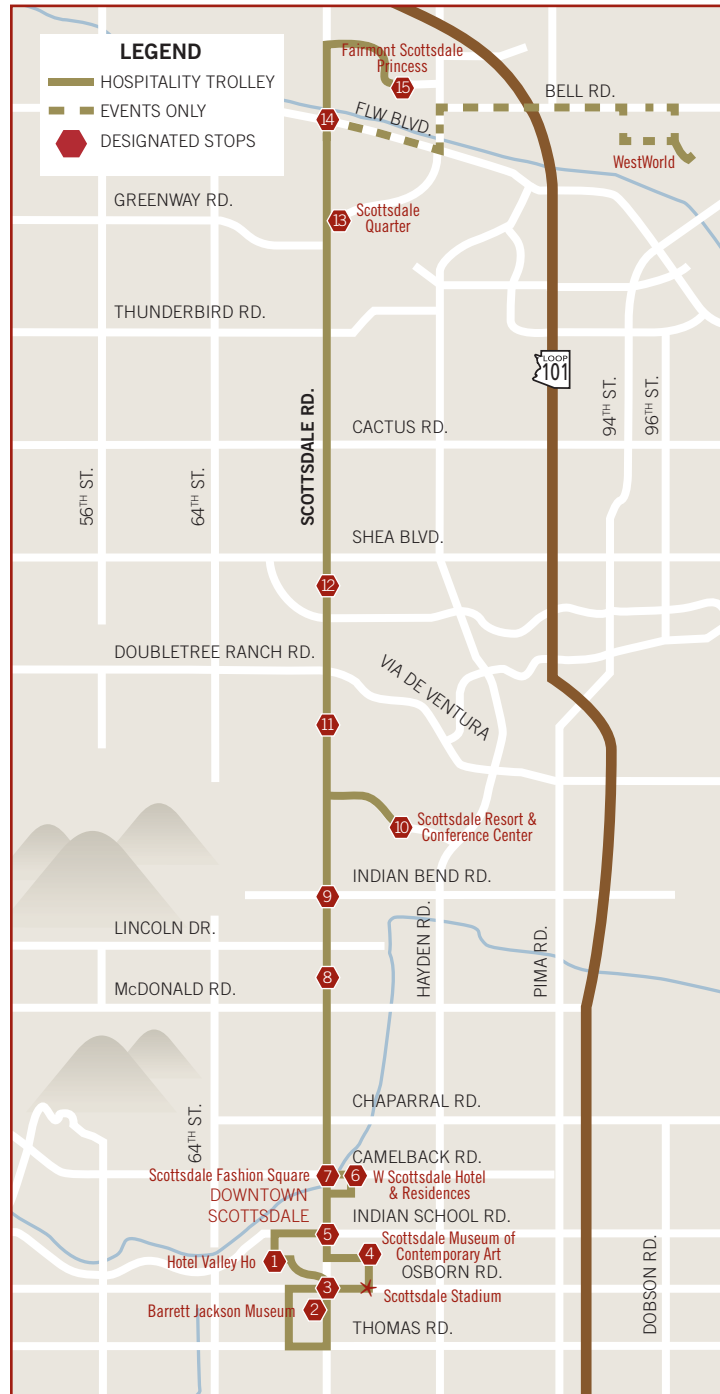 LEGEND
HOSPITALITY TROLLEY
EVENTS ONLY
DESIGNATED STOPS
Fairmont Scottsdale
Princess
15
BELL RD.
14
FLW BLVD.
WestWorld
GREENWAY RD.
13
Scottsdale
Quarter
THUNDERBIRD RD.
LOOP
101
SCOTTSDALE RD.
CACTUS RD.
94TH ST.
96TH ST.
56TH ST.
64TH ST.
SHEA BLVD.
12
DOUBLETREE RANCH RD.
VIA DE VENTURA
11
10
Scottsdale Resort &
Conference Center
INDIAN BEND RD.
9
LINCOLN DR.
HAYDEN RD.
PIMA RD.
8
McDONALD RD.
CHAPARRAL RD.
64TH ST.
CAMELBACK RD.
Scottsdale Fashion Square
7
6
W Scottsdale Hotel
& Residences
DOWNTOWN
SCOTTSDALE
INDIAN SCHOOL RD.
5
Scottsdale Museum of
Contemporary Art
4
Hotel Valley Ho
1
OSBORN RD.
3
Scottsdale Stadium
Barrett Jackson Museum
2
THOMAS RD.
DOBSON RD.